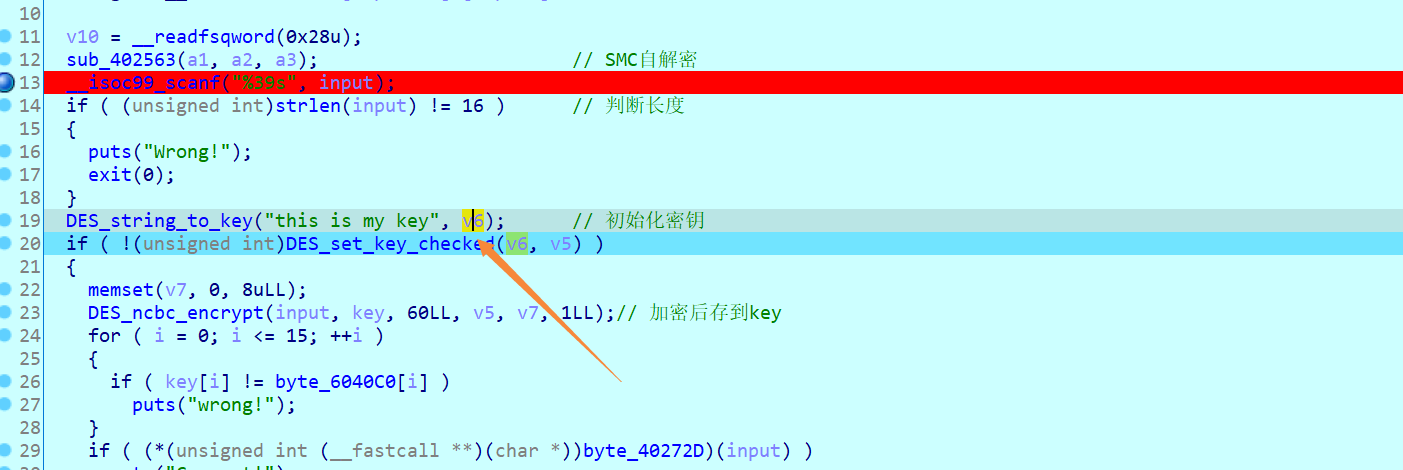 10
11 v10 = __readfsqword(0x28u);
12 sub_402563(a1, a2, a3); // SMC自解密
13 __isoc99_scanf("%39s", input);
14 if ( (unsigned int)strlen(input) != 16 ) // 判断长度
15 {
16 puts("Wrong!");
17 exit(0);
18 }
19 DES_string_to_key("this is my key", v6); // 初始化密钥
20 if ( !(unsigned int)DES_set_key_checked(v6, v5) )
21 {
22 memset(v7, 0, 8uLL);
23 DES_ncbc_encrypt(input, key, 60LL, v5, v7, 1LL);// 加密后存到key
24 for ( i = 0; i <= 15; ++i )
25 {
26 if ( key[i] != byte_6040C0[i] )
27 puts("wrong!");
28 }
29 if ( (*(unsigned int (__fastcall **)(char *))byte_40272D)(input) )